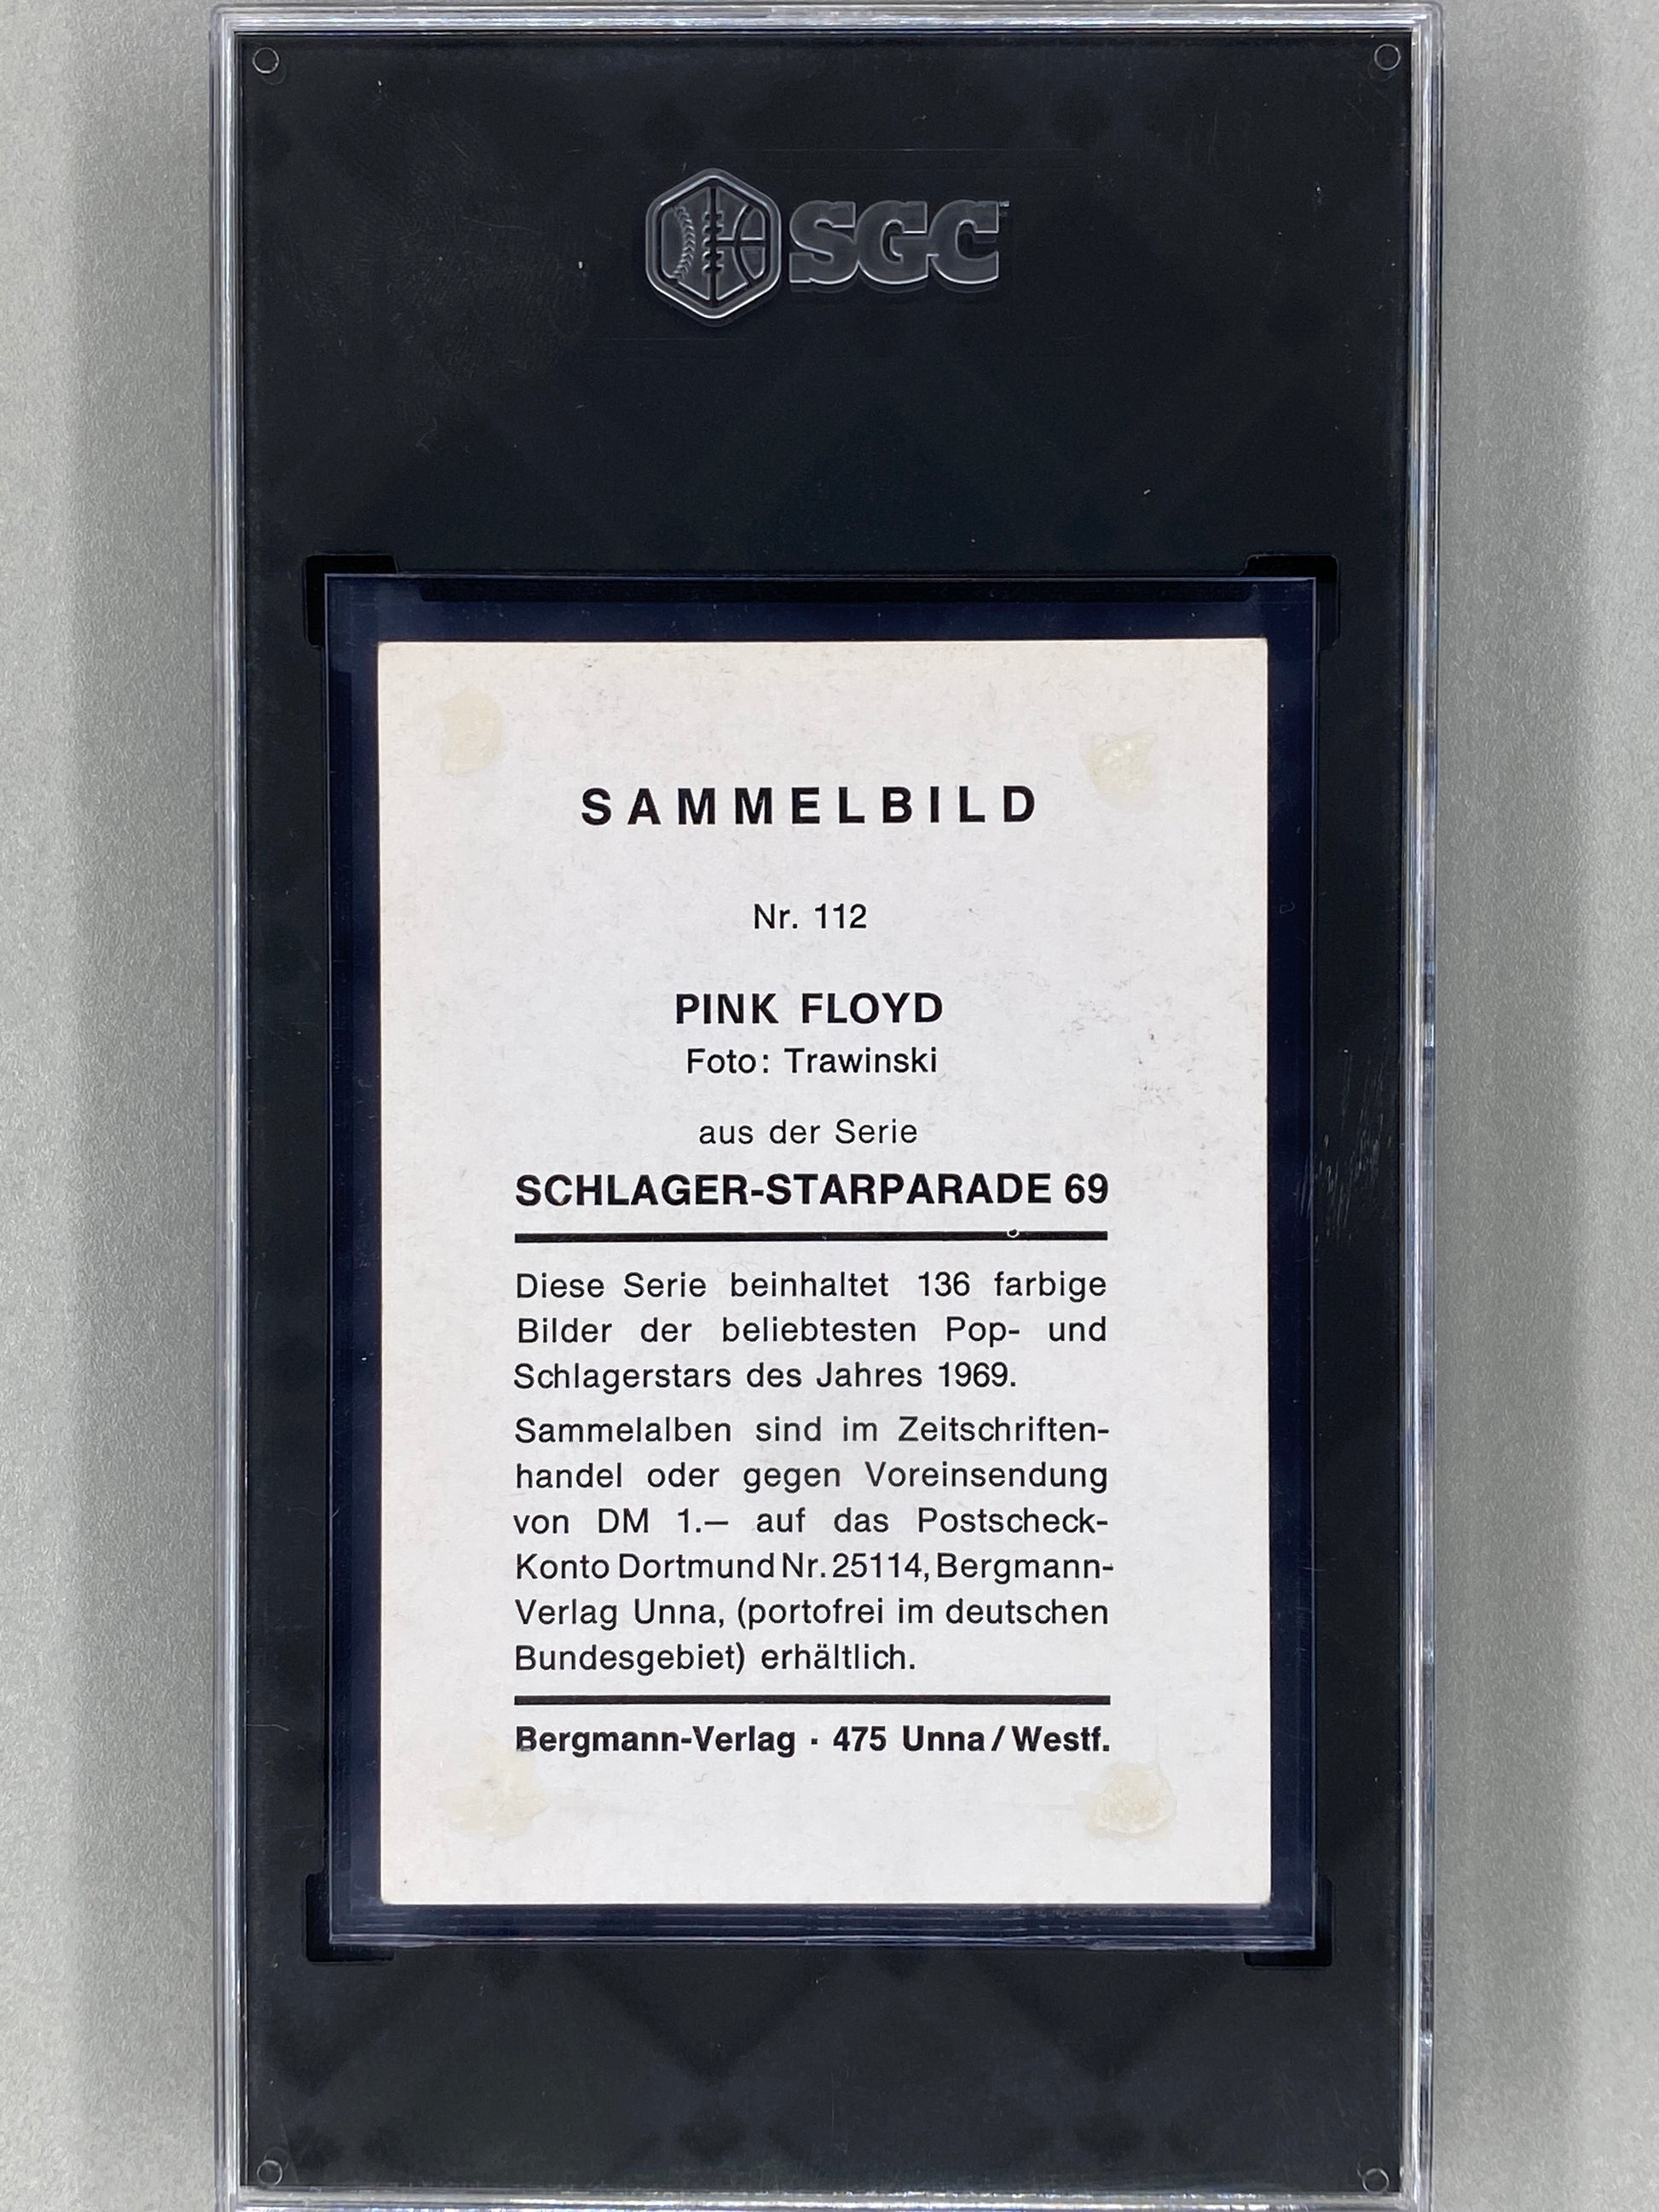 SGC
SAMMELBILD
Nr. 112
PINK FLOYD
Foto: Trawinski
aus der Serie
SCHLAGER-STARPARADE 69
Diese Serie beinhaltet 136 farbige
Bilder der beliebtesten Pop- und
Schlagerstars des Jahres 1969.
Sammelalben sind im Zeitschriften-
handel oder gegen Voreinsendung
von DM 1.— auf das Postscheck-
Konto Dortmund Nr. 25114, Bergmann-
Verlag Unna, (portofrei im deutschen
Bundesgebiet) erhältlich.
Bergmann-Verlag · 475 Unna/Westf.